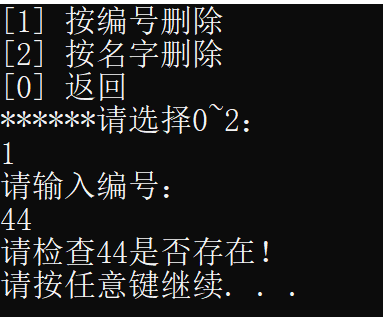 [1] 按编号删除
[2] 按名字删除
[0] 返回
******请选择0~2:
1
请输入编号:
44
请检查44是否存在!
请按任意键继续. . .